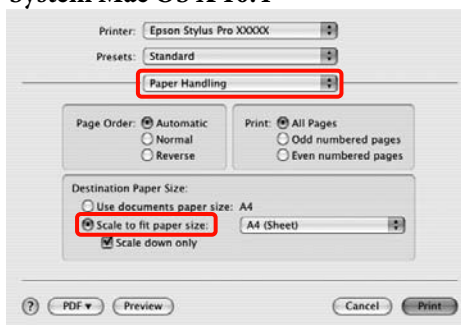 System Mac OS X 10.4
Printer: Epson Stylus Pro XXXXX
Presets: Standard
Paper Handling
Page Order: Automatic
Normal
Reverse
Print: All Pages
Odd numbered pages
Even numbered pages
Destination Paper Size:
Use documents paper size: A4
Scale to fit paper size: A4 (Sheet)
Scale down only
? PDF Preview Cancel Print